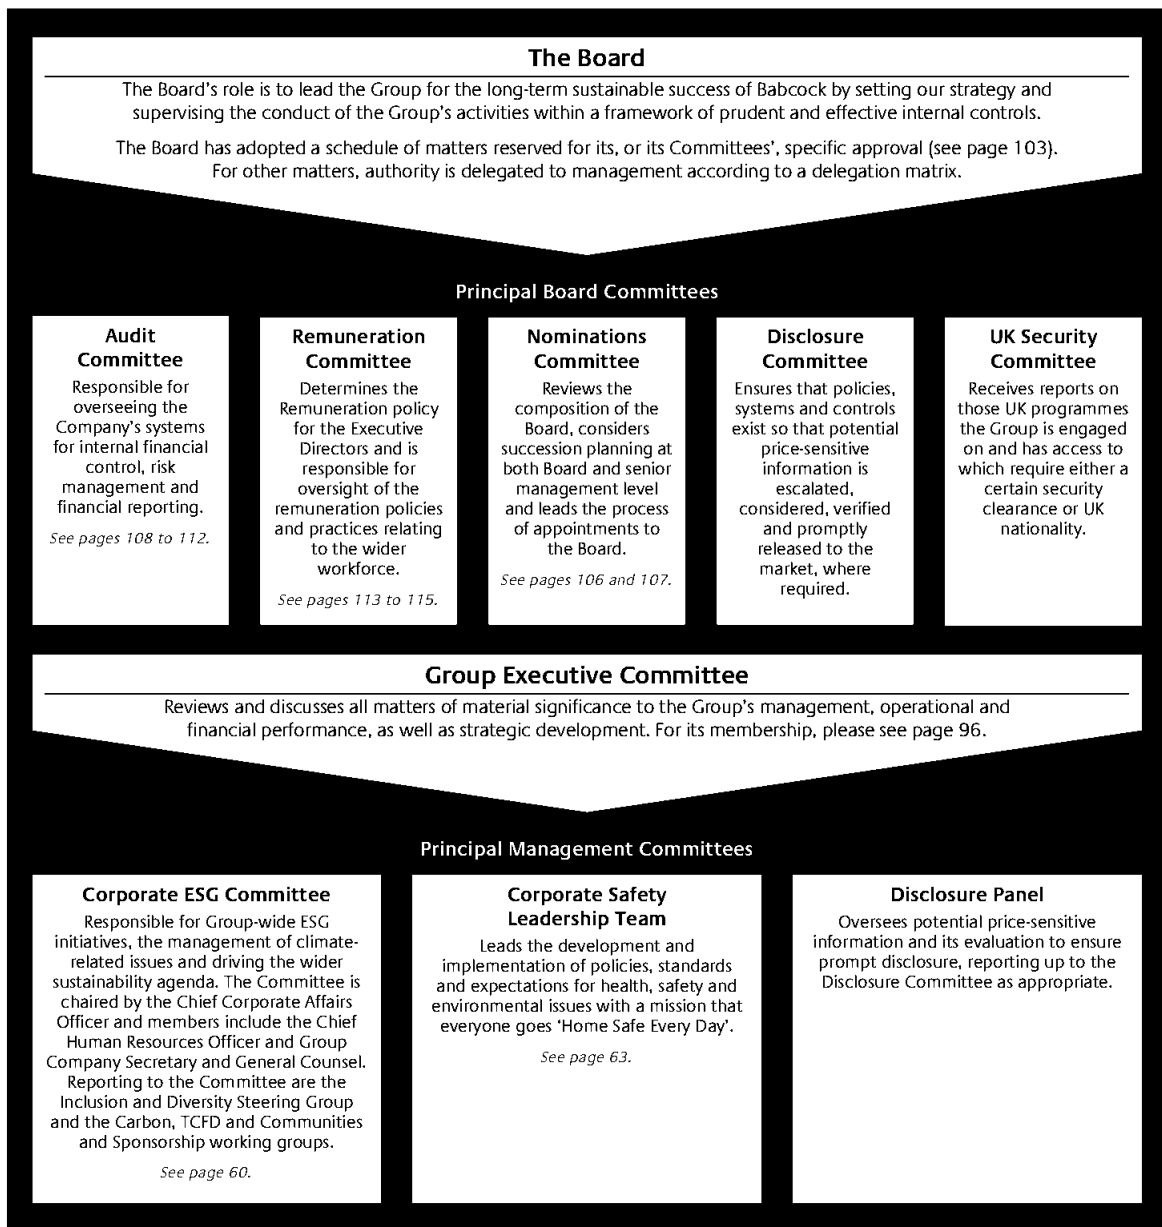 The Board
The Board's role is to lead the Group for the long-term sustainable success of Babcock by setting our strategy and
supervising the conduct of the Group's activities within a framework of prudent and effective internal controls.
The Board has adopted a schedule of matters reserved for its, or its Committees', specific approval (see page 103).
For other matters, authority is delegated to management according to a delegation matrix.
Principal Board Committees
Audit
Committee
Responsible for
overseeing the
Company's systems
for internal financial
control, risk
management and
financial reporting.
See pages 108 to 112.
Remuneration
Committee
Determines the
Remuneration policy
for the Executive
Directors and is
responsible for
oversight of the
remuneration policies
and practices relating
to the wider
workforce.
See pages 113 to 115.
Nominations
Committee
Reviews the
composition of the
Board, considers
succession planning at
both Board and senior
management level
and leads the process
of appointments to
the Board.
See pages 106 and 107.
Disclosure
Committee
Ensures that policies,
systems and controls
exist so that potential
price-sensitive
information is
escalated,
considered, verified
and promptly
released to the
market, where
required.
UK Security
Committee
Receives reports on
those UK programmes
the Group is engaged
on and has access to
which require either a
certain security
clearance or UK
nationality.
Group Executive Committee
Reviews and discusses all matters of material significance to the Group's management, operational and
financial performance, as well as strategic development. For its membership, please see page 96.
Principal Management Committees
Corporate ESG Committee
Responsible for Group-wide ESG
initiatives, the management of climate-
related issues and driving the wider
sustainability agenda. The Committee is
chaired by the Chief Corporate Affairs
Officer and members include the Chief
Human Resources Officer and Group
Company Secretary and General Counsel.
Reporting to the Committee are the
Inclusion and Diversity Steering Group
and the Carbon, TCFD and Communities
and Sponsorship working groups.
See page 60.
Corporate Safety
Leadership Team
Leads the development and
implementation of policies, standards
and expectations for health, safety and
environmental issues with a mission that
everyone goes 'Home Safe Every Day'.
See page 63.
Disclosure Panel
Oversees potential price-sensitive
information and its evaluation to ensure
prompt disclosure, reporting up to the
Disclosure Committee as appropriate.